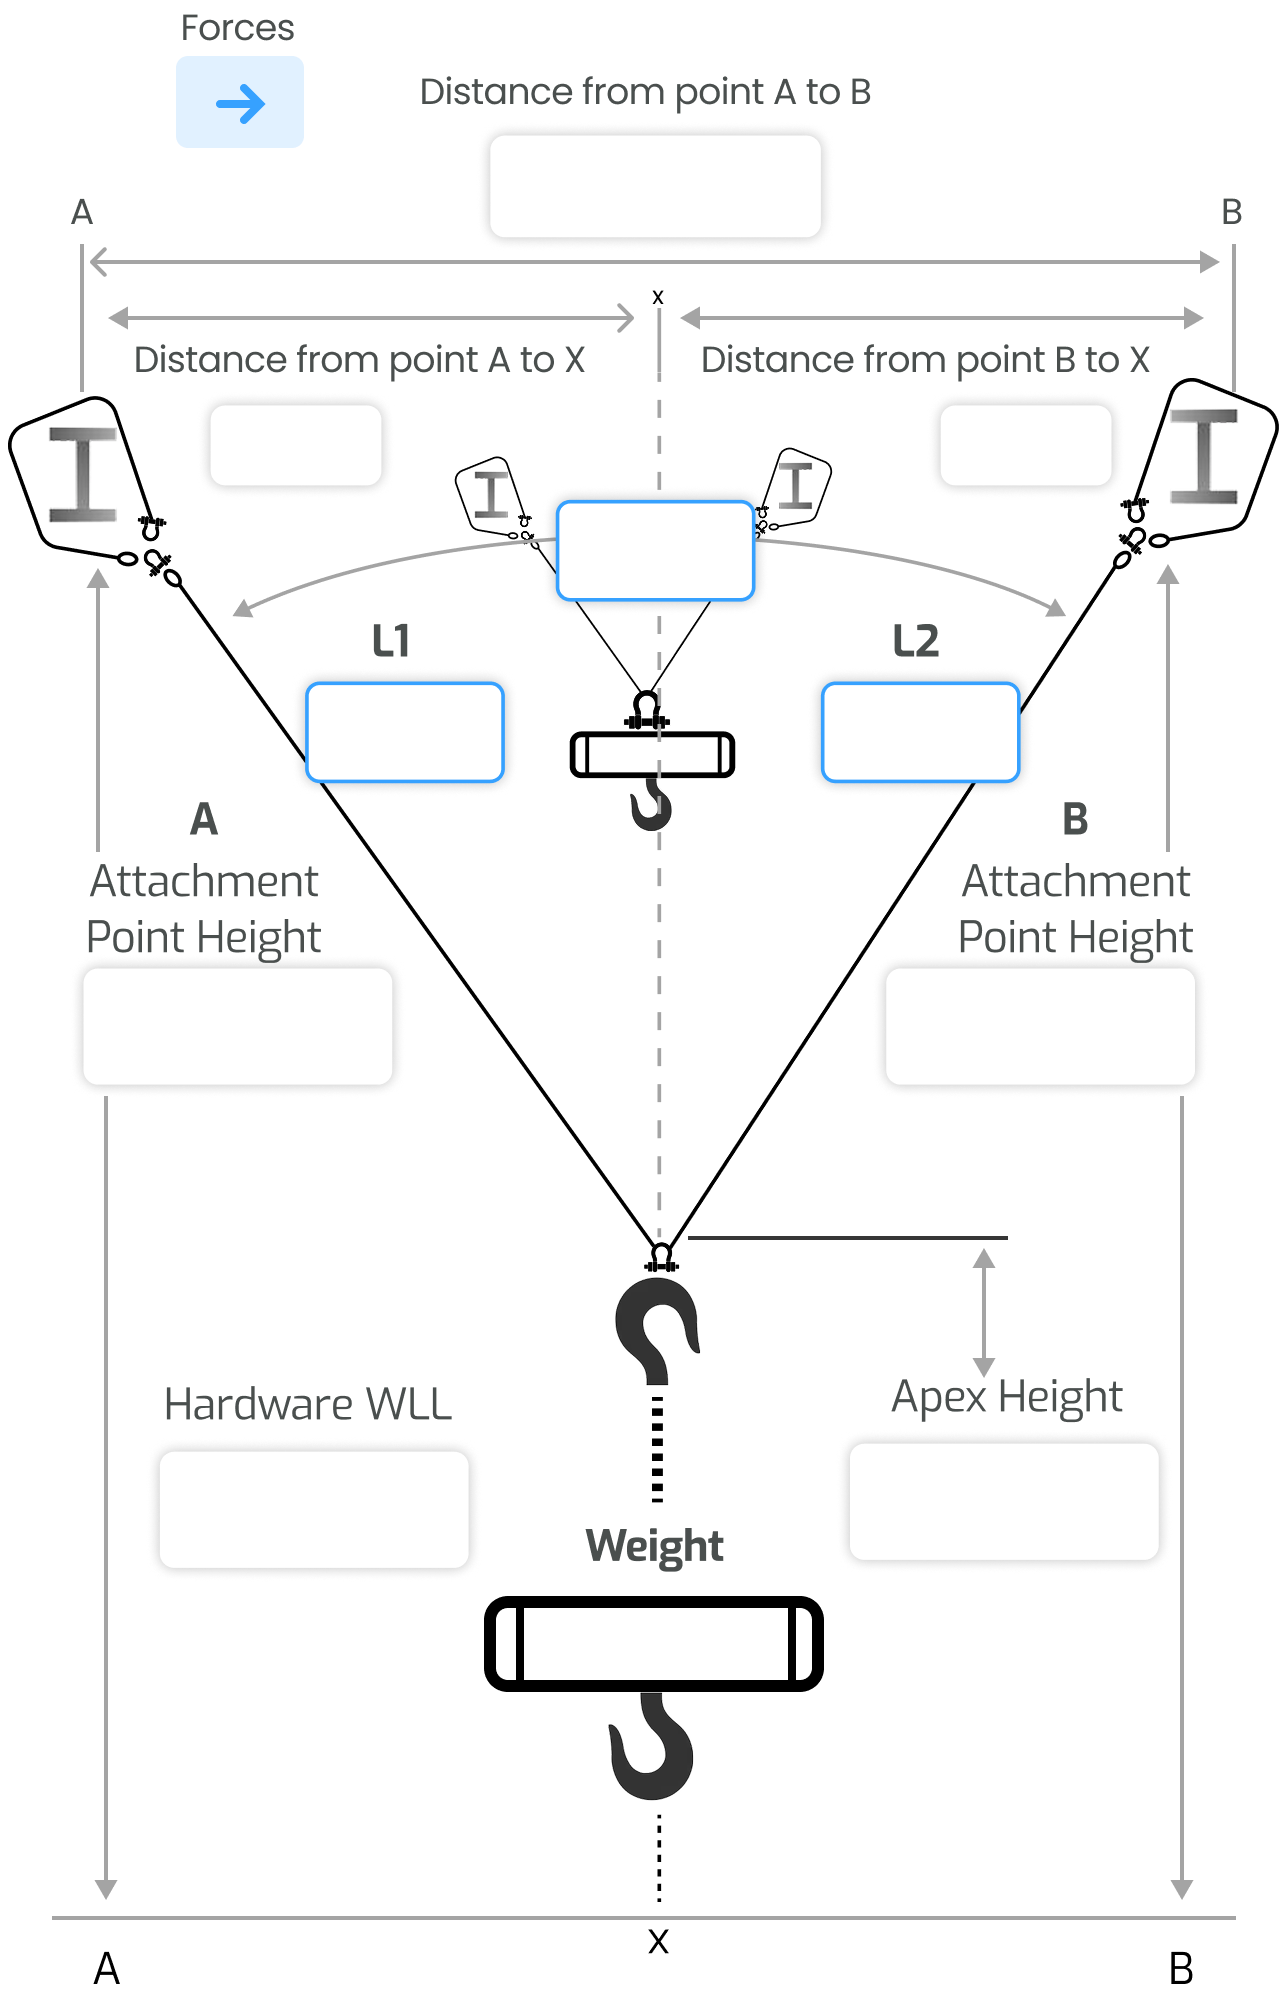 Forces
Distance from point A to B
A
B
x
Distance from point A to X
Distance from point B to X
L1
L2
A
Attachment
Point Height
B
Attachment
Point Height
Hardware WLL
Apex Height
Weight
X
A
B